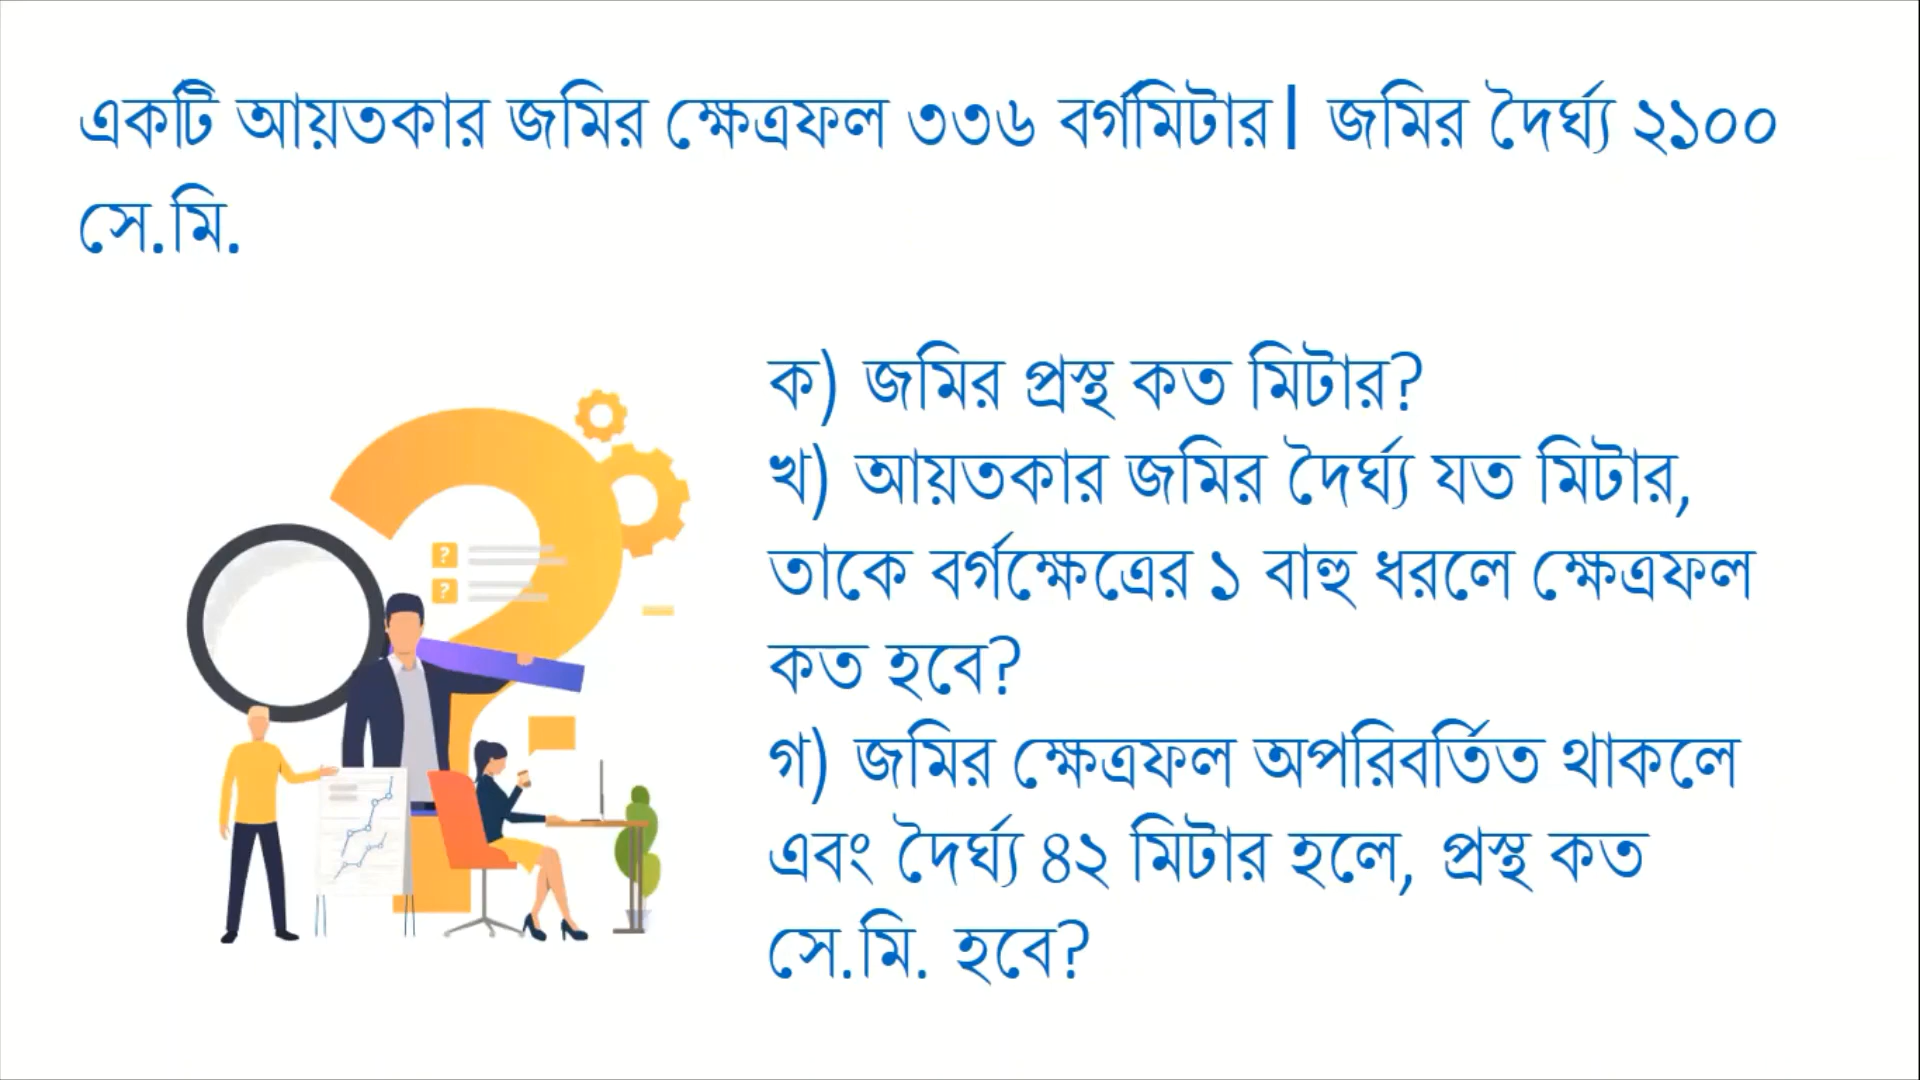 একটি আয়তকার জমির ক্ষেত্রফল ৩৩৬ বর্গমিটার| জমির দৈর্ঘ্য ২১০০
সে.মি.
ক) জমির প্রস্থ কত মিটার?
খ) আয়তকার জমির দৈর্ঘ্য যত মিটার,
তাকে বর্গক্ষেত্রের ১ বাহু ধরলে ক্ষেত্রফল
কত হবে?
গ) জমির ক্ষেত্রফল অপরিবর্তিত থাকলে
এবং দৈর্ঘ্য ৪২ মিটার হলে, প্রস্থ কত
সে.মি. হবে?
?
?